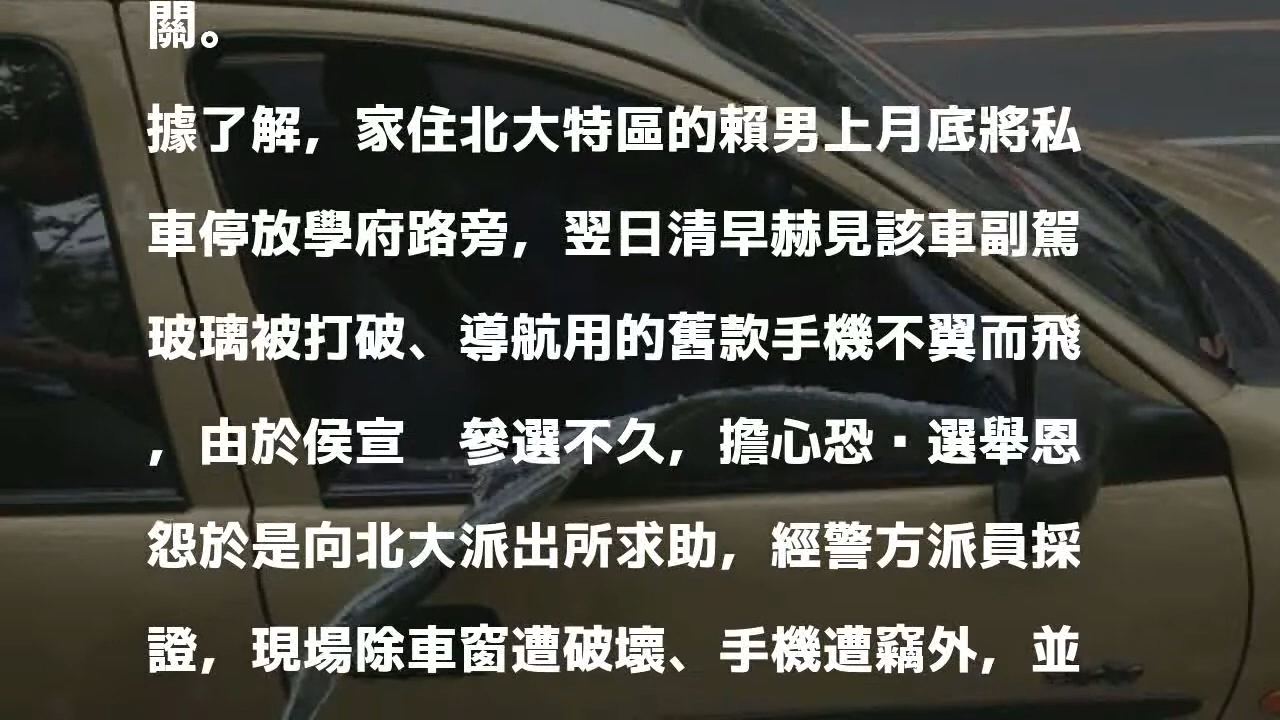 關。
據了解，家住北大特區的賴男上月底將私
車停放學府路旁，翌日清早赫見該車副駕
玻璃被打破、導航用的舊款手機不翼而飛
，由於侯宣　參選不久，擔心恐▪選舉恩
怨於是向北大派出所求助，經警方派員採
證，現場除車窗遭破壞、手機遭竊外，並